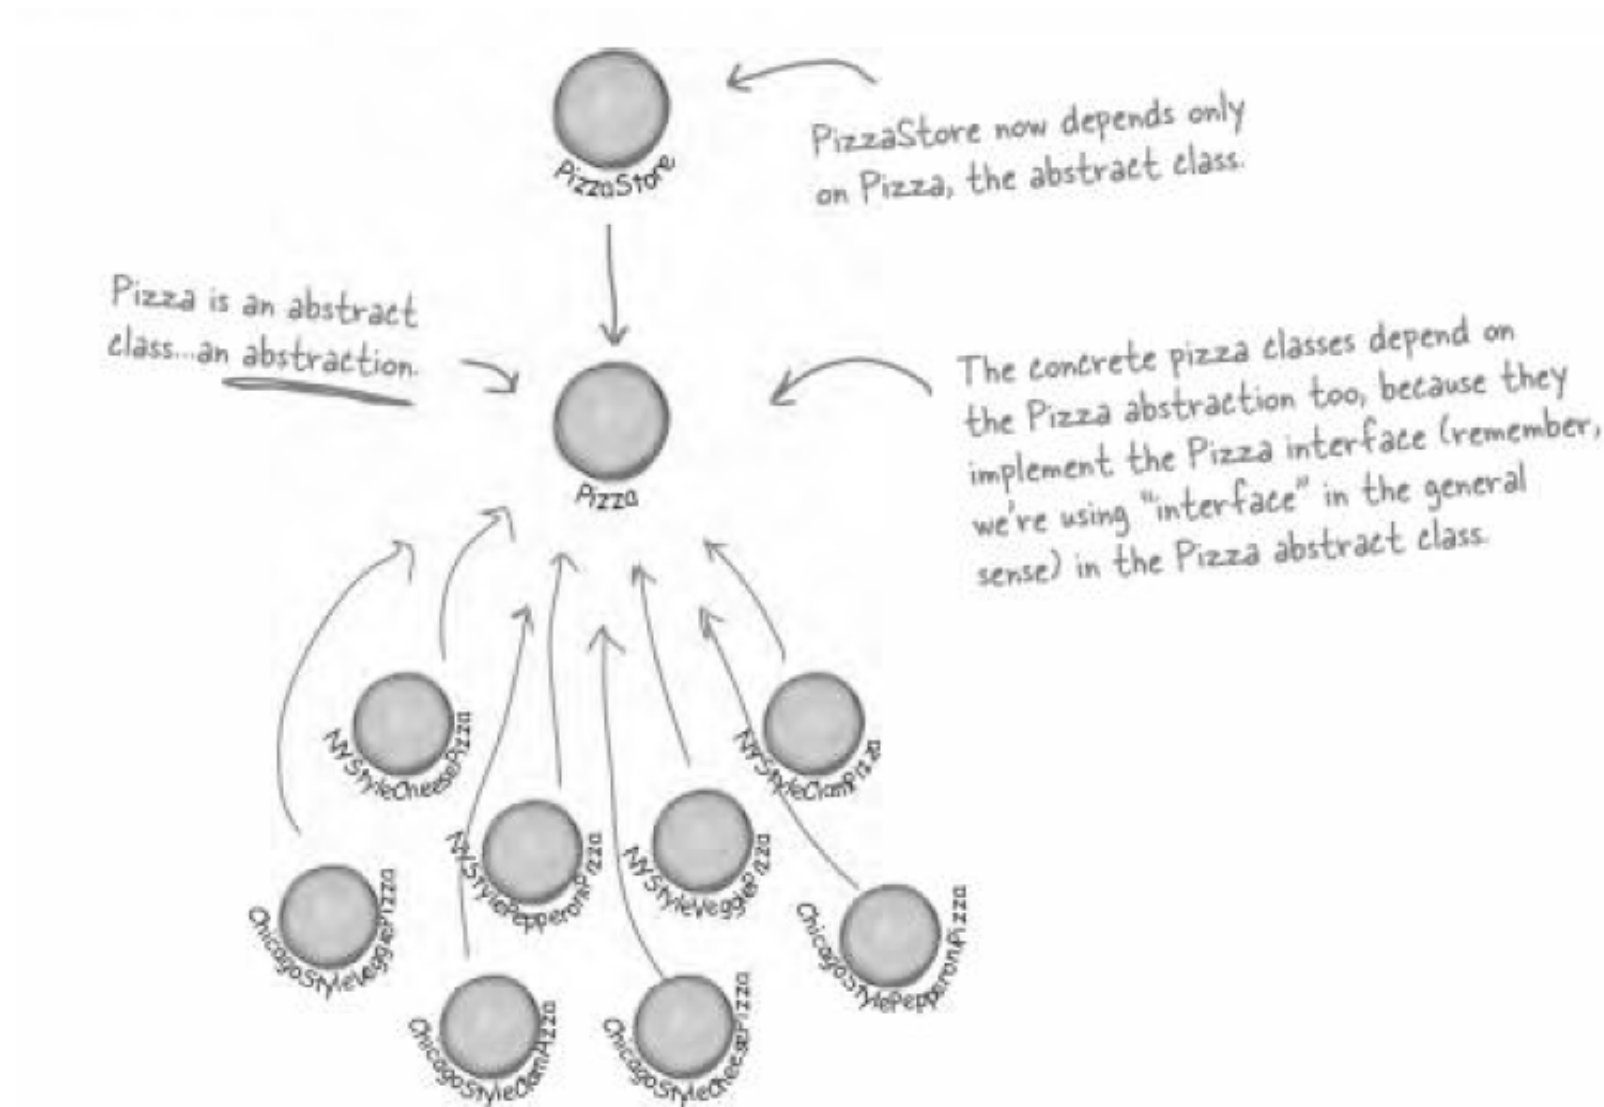 PizzaStore
PizzaStore now depends only
on Pizza, the abstract class.
Pizza is an abstract
class...an abstraction.
Pizza
The concrete pizza classes depend on
the Pizza abstraction too, because they
implement the Pizza interface (remember,
we're using "interface" in the general
sense) in the Pizza abstract class.
NYStyleCheesePizza
NYStyleClamPizza
NYStylePepperoniPizza
NYStyleVeggiePizza
ChicagoStyleVeggiePizza
ChicagoStylePepperoniPizza
ChicagoStyleClamPizza
ChicagoStyleCheesePizza